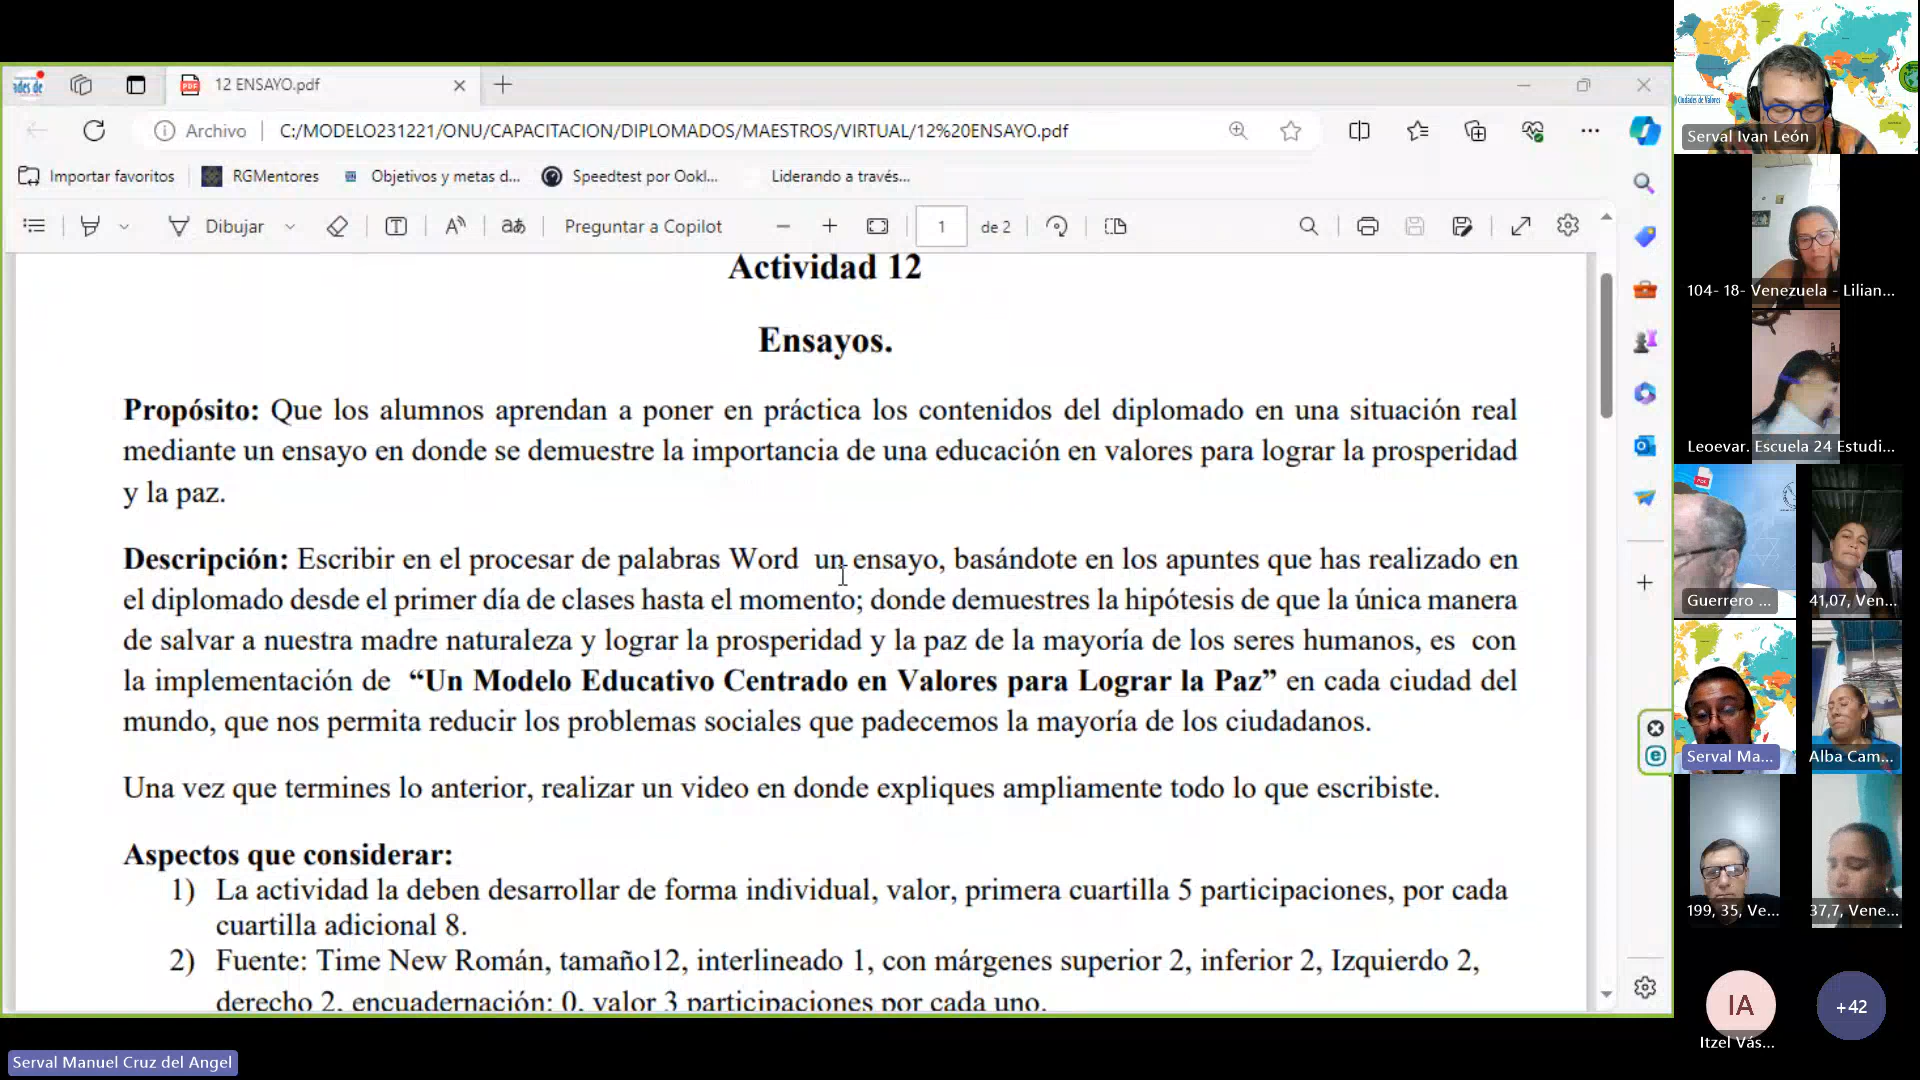 ades de
12 ENSAYO.pdf
Archivo
C:/MODELO231221/ONU/CAPACITACION/DIPLOMADOS/MAESTROS/VIRTUAL/12%20ENSAYO.pdf
Importar favoritos
RGMentores
Objetivos y metas d...
Speedtest por Ookl...
Liderando a través...
Dibujar
Preguntar a Copilot
1
de 2
Actividad 12
Ensayos.
Propósito: Que los alumnos aprendan a poner en práctica los contenidos del diplomado en una situación real
mediante un ensayo en donde se demuestre la importancia de una educación en valores para lograr la prosperidad
y la paz.
Descripción: Escribir en el procesar de palabras Word un ensayo, basándote en los apuntes que has realizado en
el diplomado desde el primer día de clases hasta el momento; donde demuestres la hipótesis de que la única manera
de salvar a nuestra madre naturaleza y lograr la prosperidad y la paz de la mayoría de los seres humanos, es con
la implementación de “Un Modelo Educativo Centrado en Valores para Lograr la Paz” en cada ciudad del
mundo, que nos permita reducir los problemas sociales que padecemos la mayoría de los ciudadanos.
Una vez que termines lo anterior, realizar un video en donde expliques ampliamente todo lo que escribiste.
Aspectos que considerar:
1) La actividad la deben desarrollar de forma individual, valor, primera cuartilla 5 participaciones, por cada
cuartilla adicional 8.
2) Fuente: Time New Román, tamaño12, interlineado 1, con márgenes superior 2, inferior 2, Izquierdo 2,
derecho 2, encuadernación: 0, valor 3 participaciones por cada uno.
Serval Manuel Cruz del Angel
Ciudades de Valores
Serval Ivan León
104- 18- Venezuela - Lilian...
Leoevar. Escuela 24 Estudi...
Guerrero ...
41,07, Ven...
Serval Ma...
Alba Cam...
199, 35, Ve...
37,7, Vene...
IA
+42
Itzel Vás...